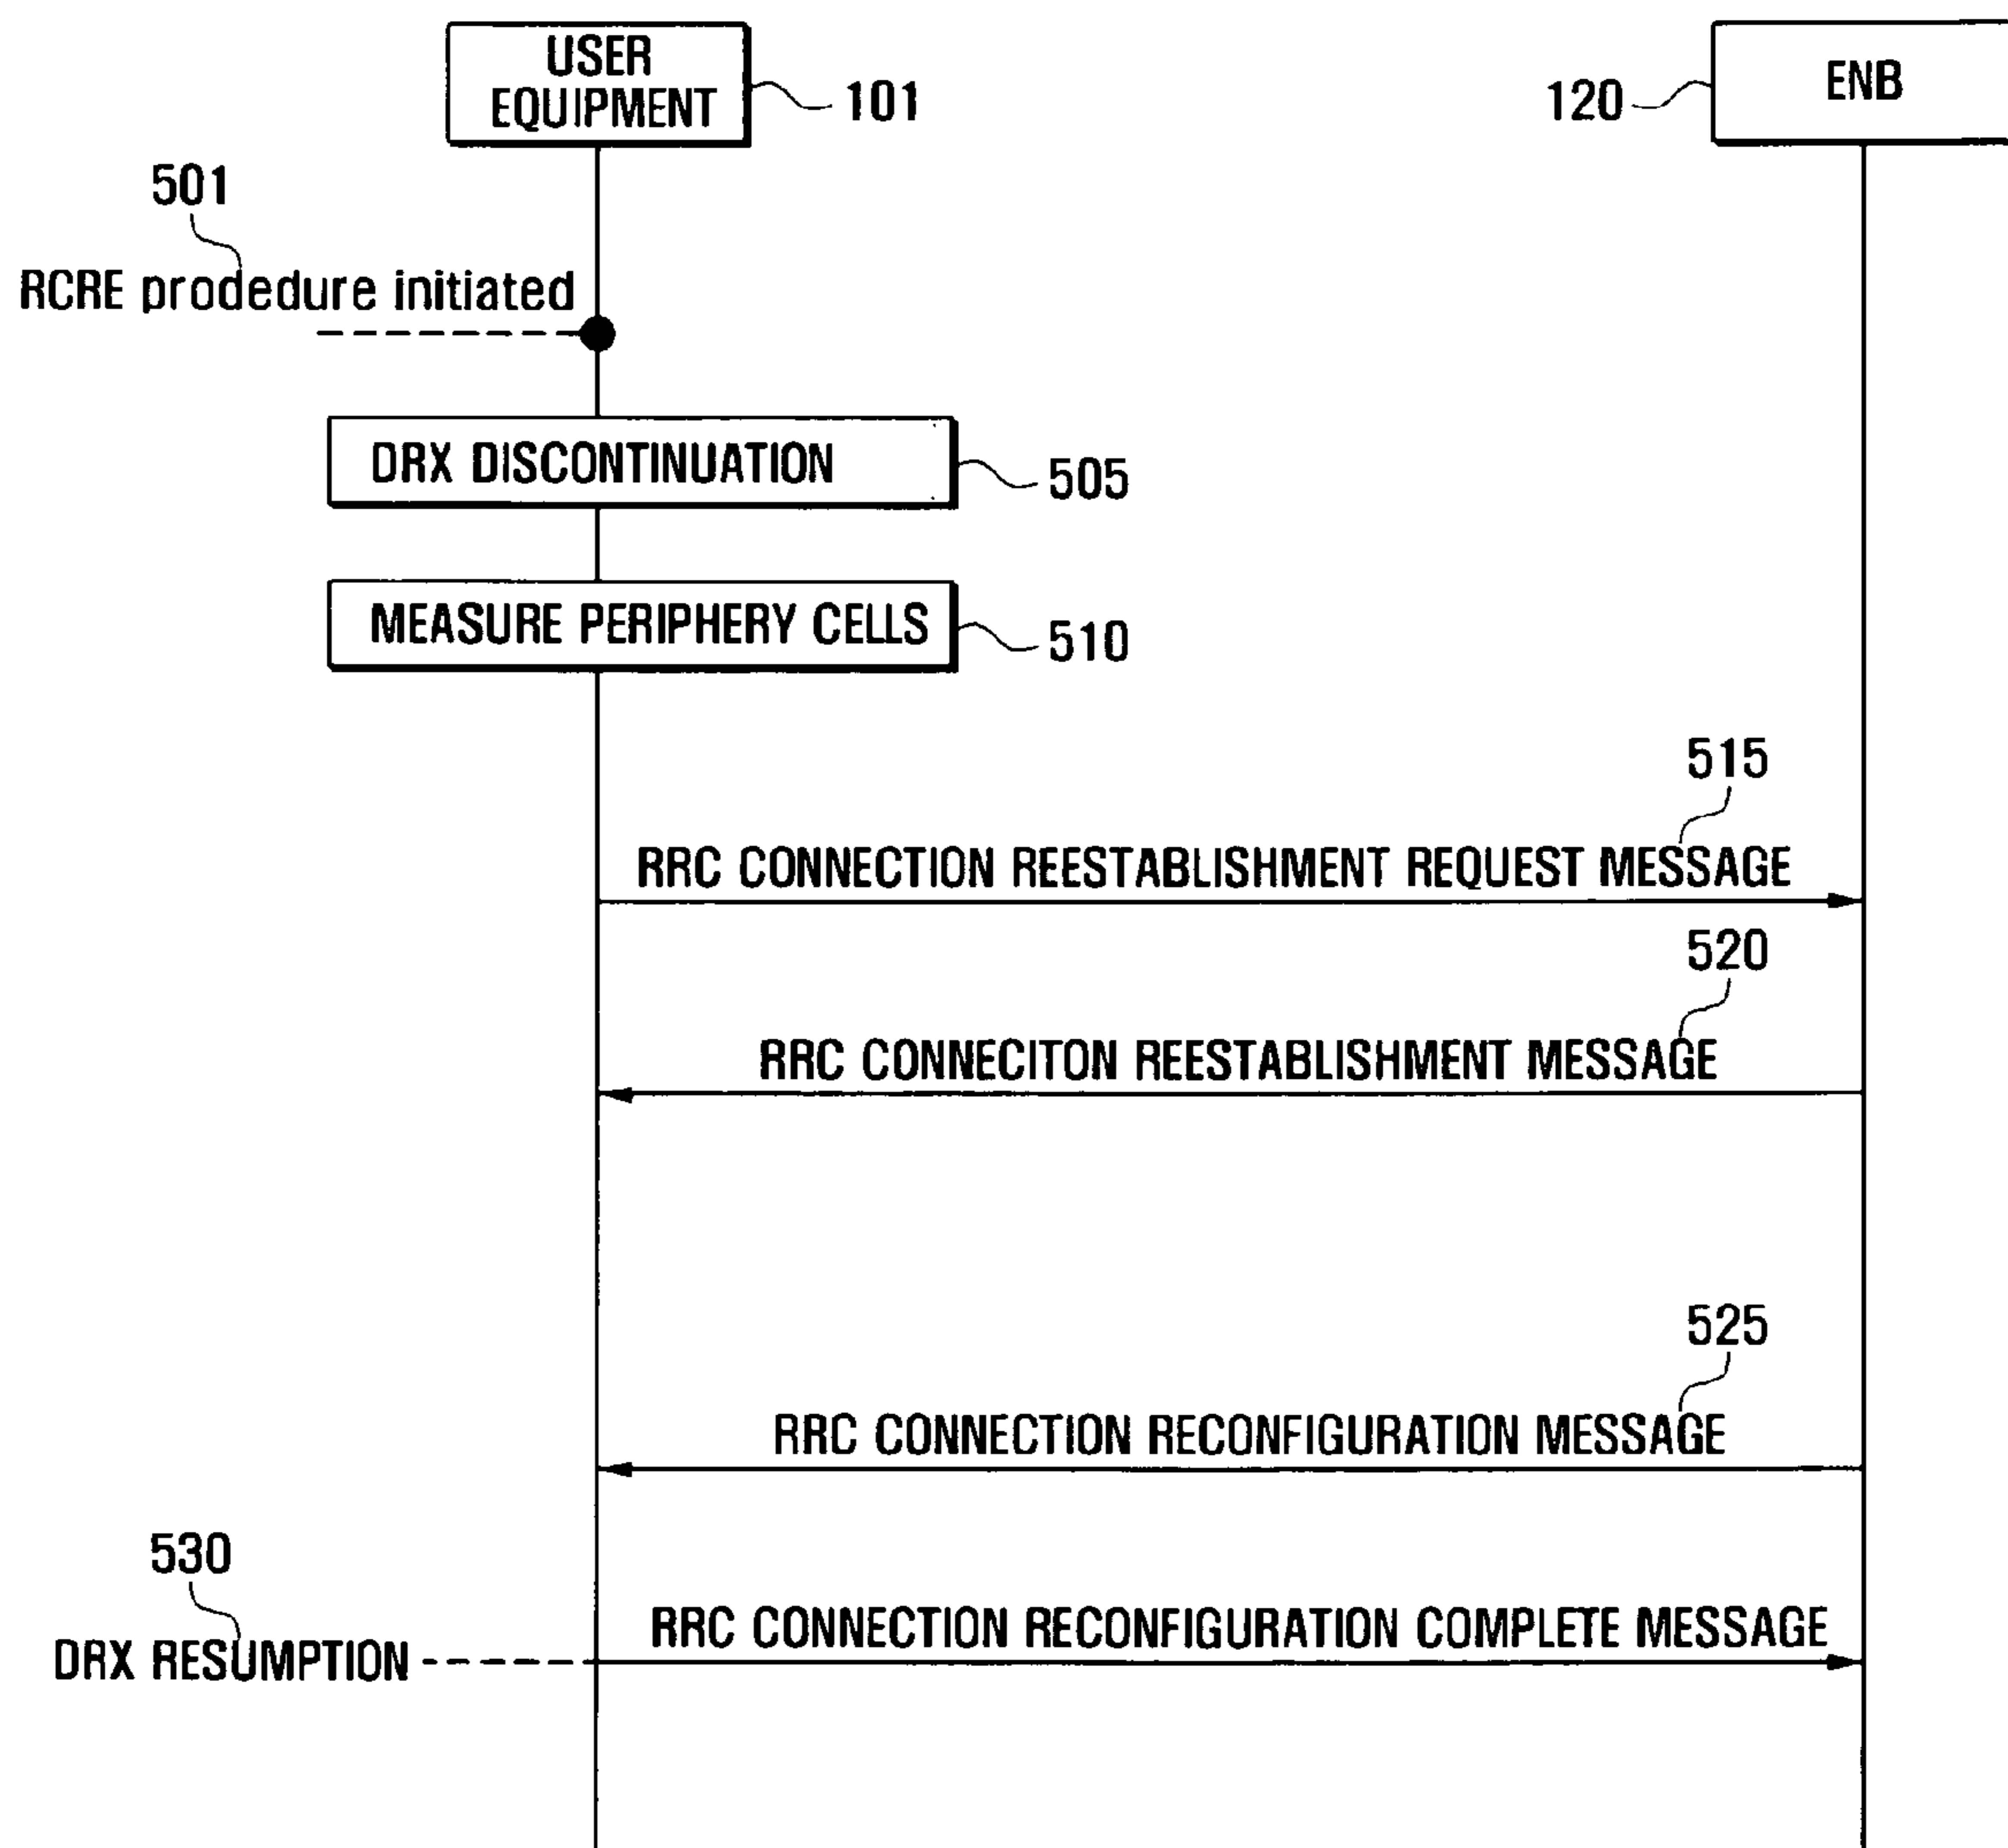 USER
EQUIPMENT
101
120
ENB
501
RCRE prodedure initiated
DRX DISCONTINUATION
505
MEASURE PERIPHERY CELLS
510
515
RRC CONNECTION REESTABLISHMENT REQUEST MESSAGE
520
RRC CONNECITON REESTABLISHMENT MESSAGE
525
RRC CONNECTION RECONFIGURATION MESSAGE
530
RRC CONNECTION RECONFIGURATION COMPLETE MESSAGE
DRX RESUMPTION